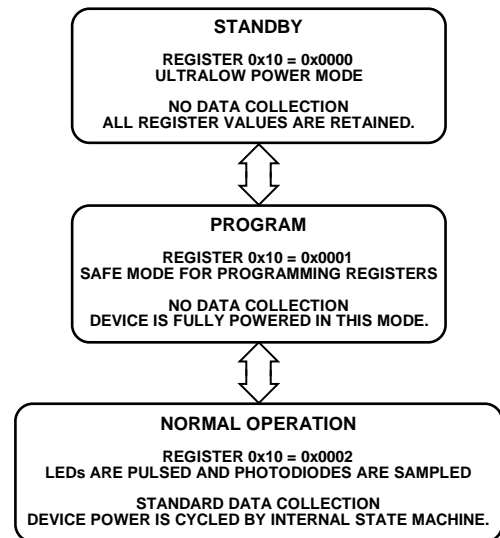 STANDBY
REGISTER 0x10 = 0x0000
ULTRALOW POWER MODE
NO DATA COLLECTION
ALL REGISTER VALUES ARE RETAINED.
PROGRAM
REGISTER 0x10 = 0x0001
SAFE MODE FOR PROGRAMMING REGISTERS
NO DATA COLLECTION
DEVICE IS FULLY POWERED IN THIS MODE.
NORMAL OPERATION
REGISTER 0x10 = 0x0002
LEDs ARE PULSED AND PHOTODIODES ARE SAMPLED
STANDARD DATA COLLECTION
DEVICE POWER IS CYCLED BY INTERNAL STATE MACHINE.